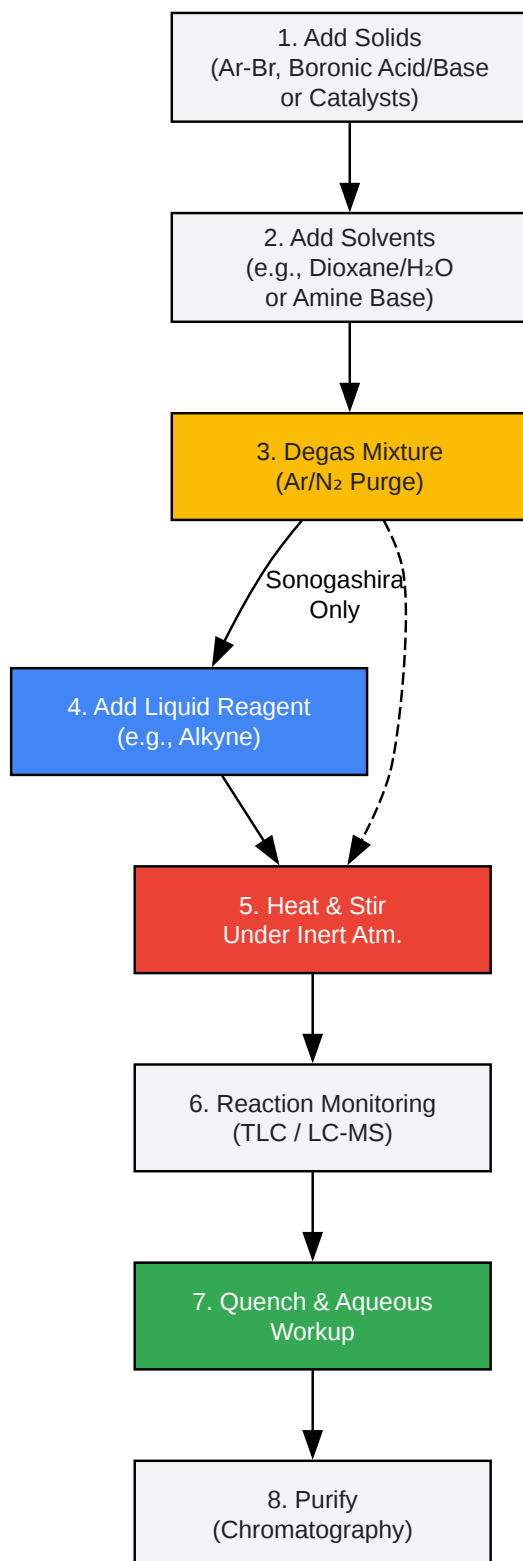 1. Add Solids
(Ar-Br, Boronic Acid/Base
or Catalysts)
2. Add Solvents
(e.g., Dioxane/H₂O
or Amine Base)
3. Degas Mixture
(Ar/N₂ Purge)
Sonogashira
Only
4. Add Liquid Reagent
(e.g., Alkyne)
5. Heat & Stir
Under Inert Atm.
6. Reaction Monitoring
(TLC / LC-MS)
7. Quench & Aqueous
Workup
8. Purify
(Chromatography)